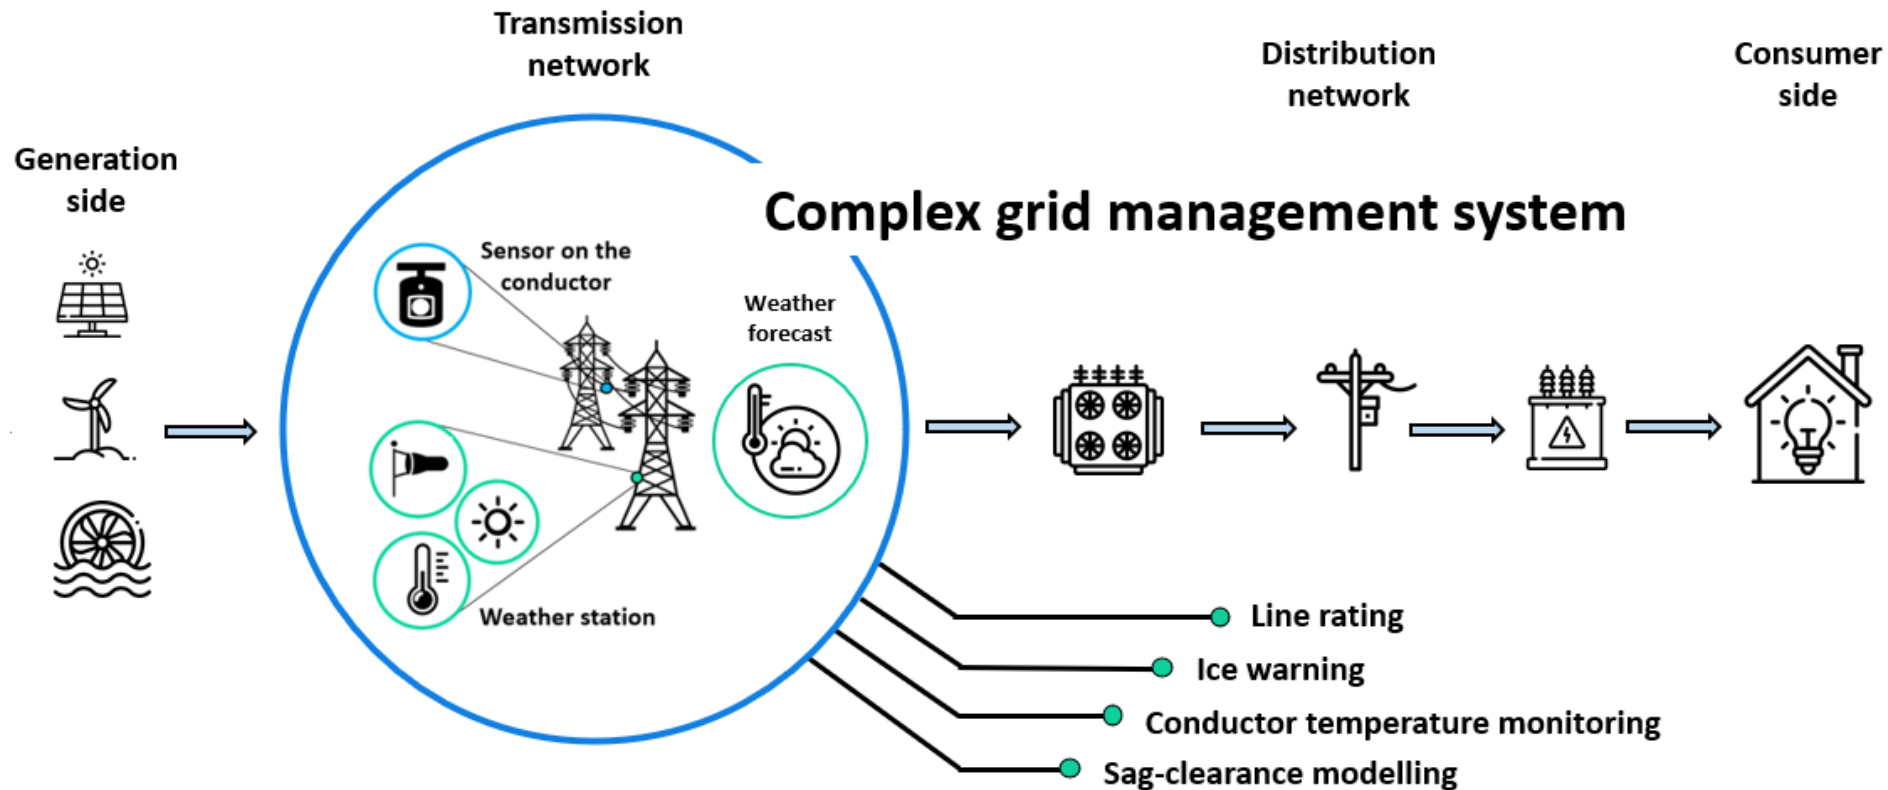 Transmission
network
Distribution
network
Consumer
side
Generation
side
Complex grid management system
Sensor on the
conductor
Weather
forecast
Weather station
Line rating
Ice warning
Conductor temperature monitoring
Sag-clearance modelling